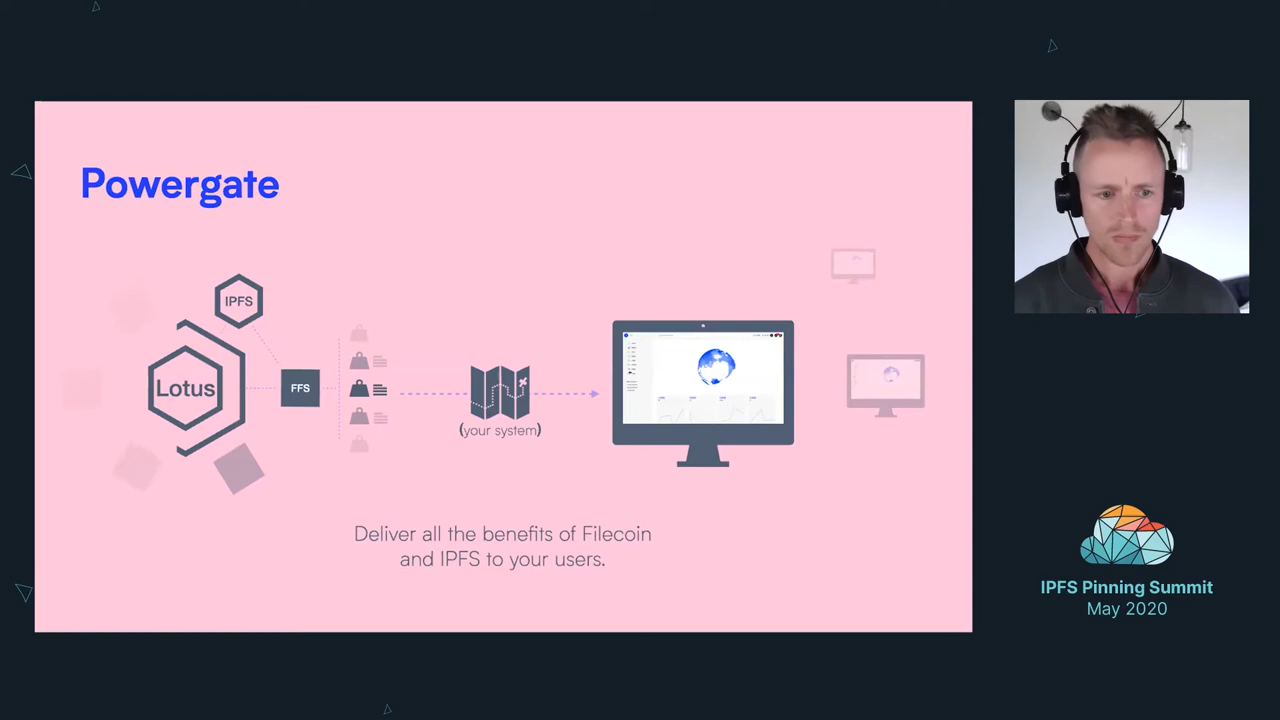 Powergate
IPFS
Lotus
FFS
(your system)
Deliver all the benefits of Filecoin
and IPFS to your users.
IPFS Pinning Summit
May 2020